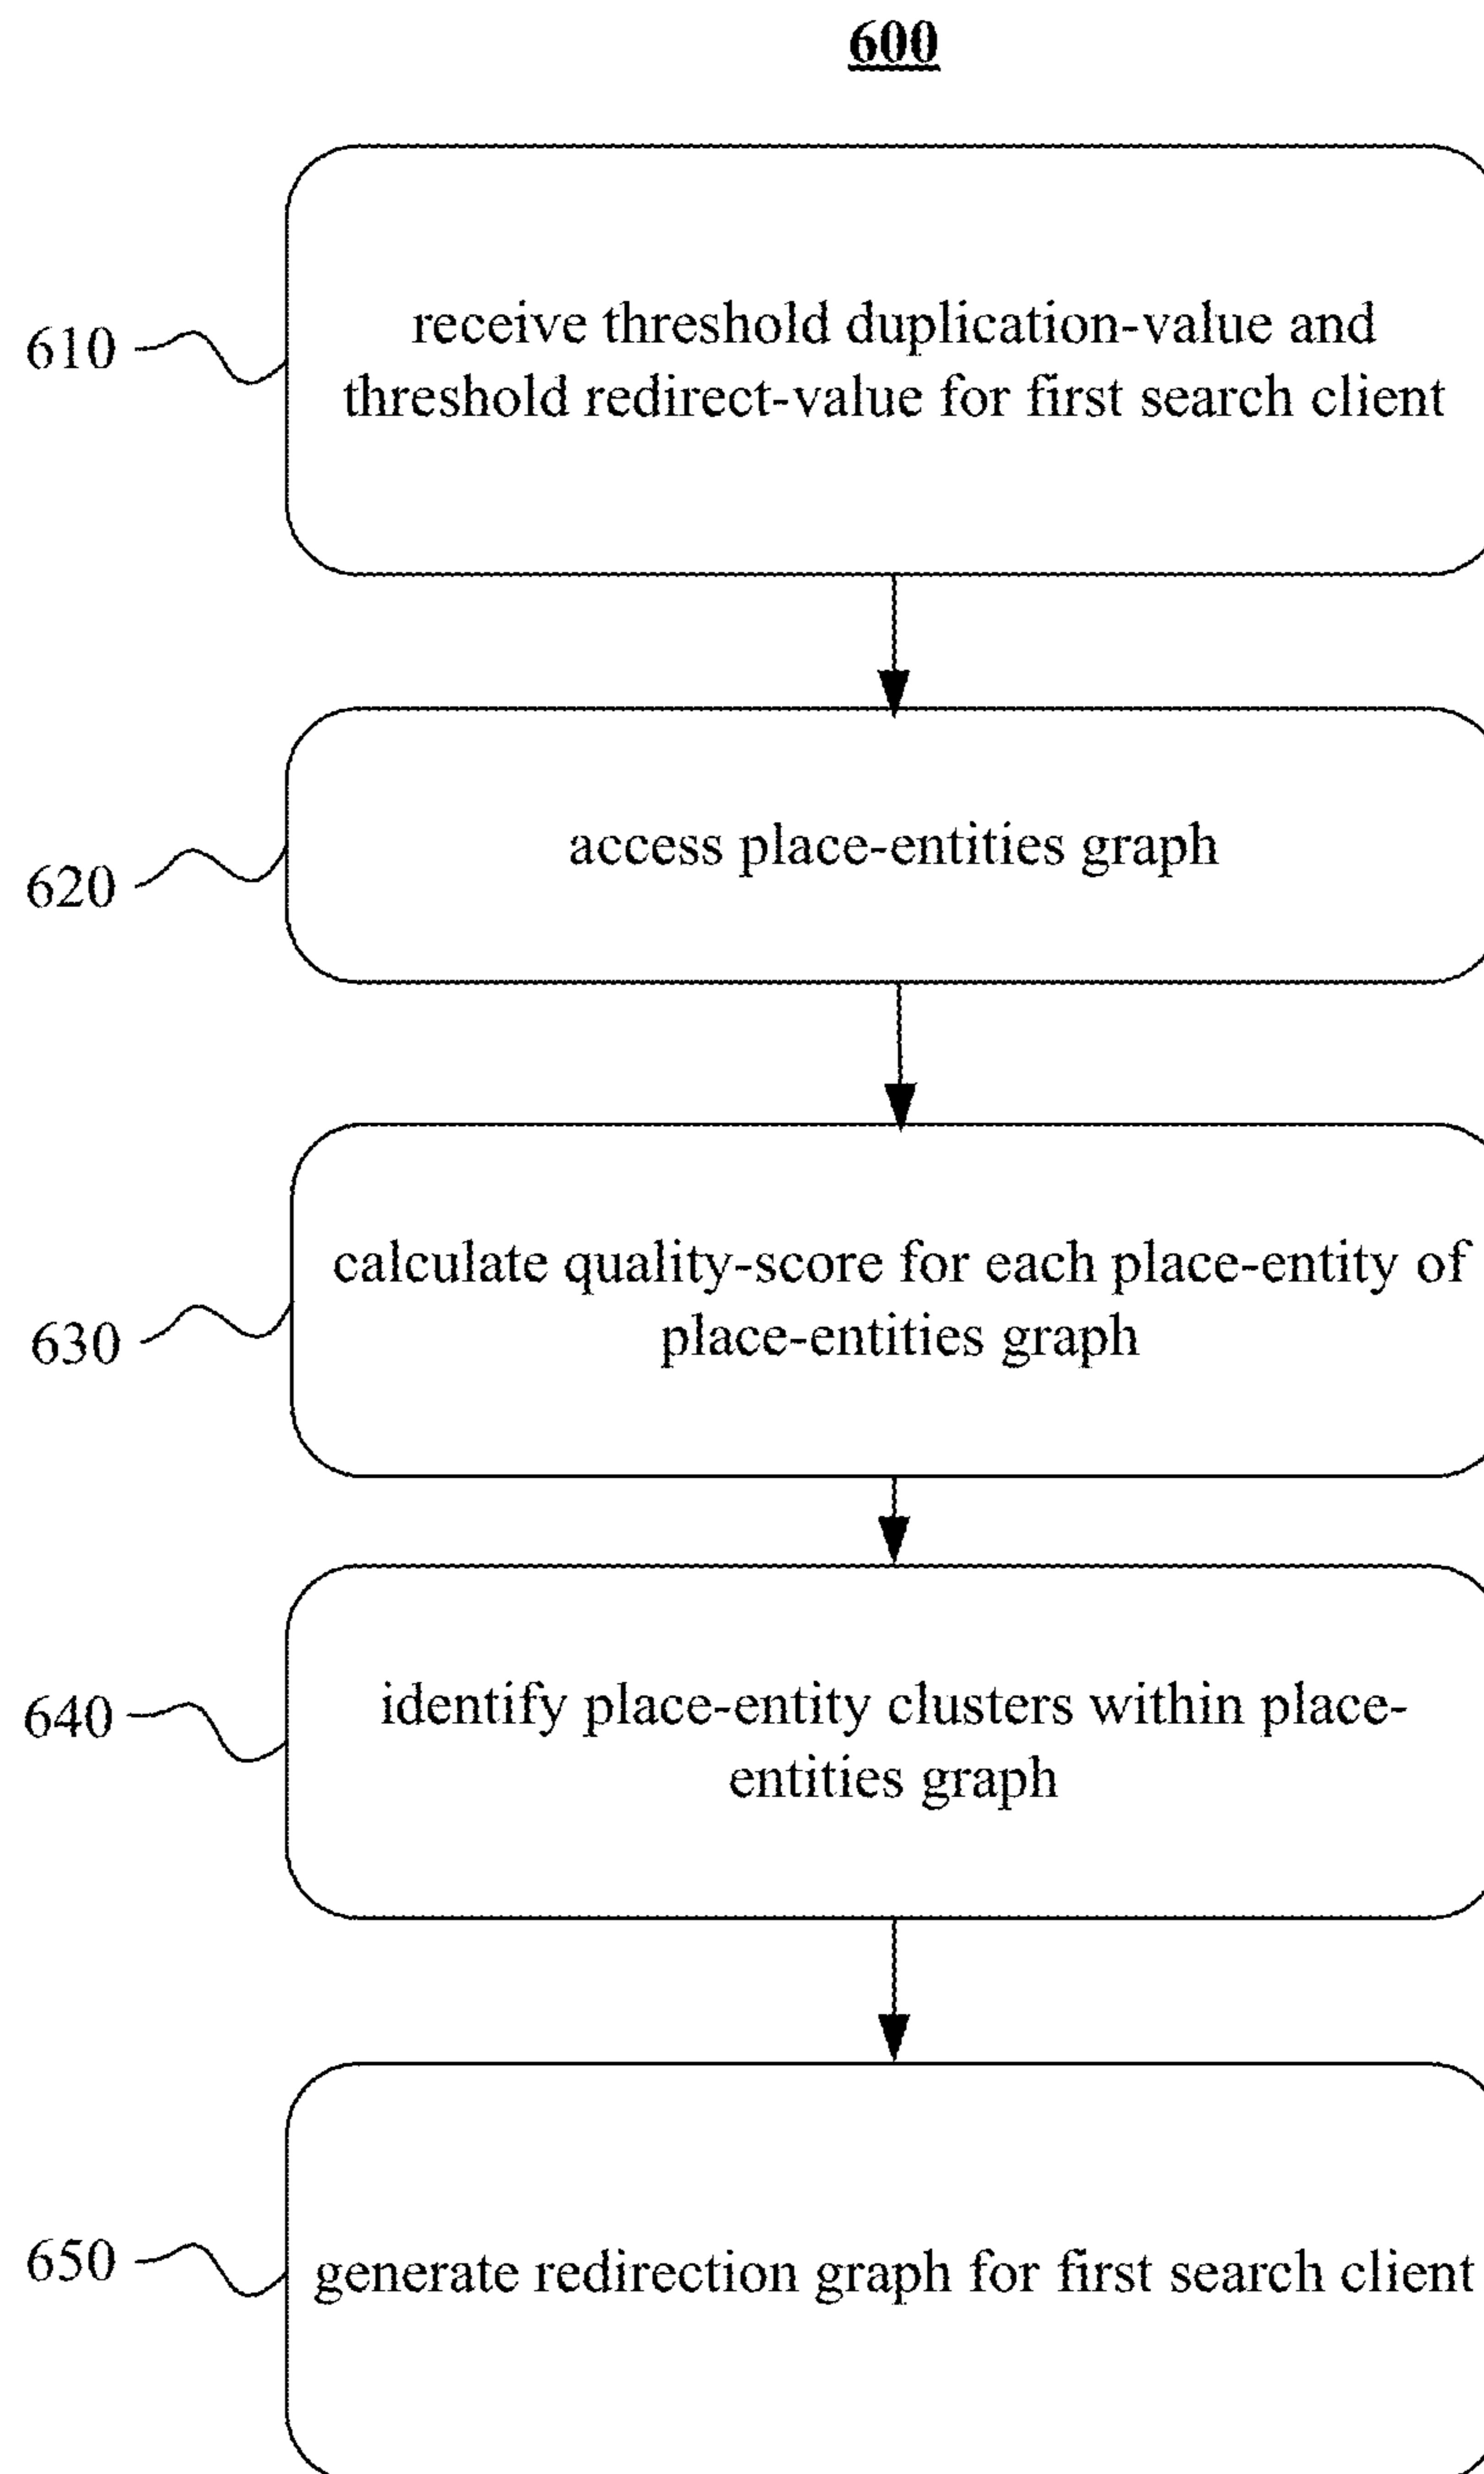 600
610
receive threshold duplication-value and
threshold redirect-value for first search client
620
access place-entities graph
630
calculate quality-score for each place-entity of
place-entities graph
640
identify place-entity clusters within place-
entities graph
650
generate redirection graph for first search client